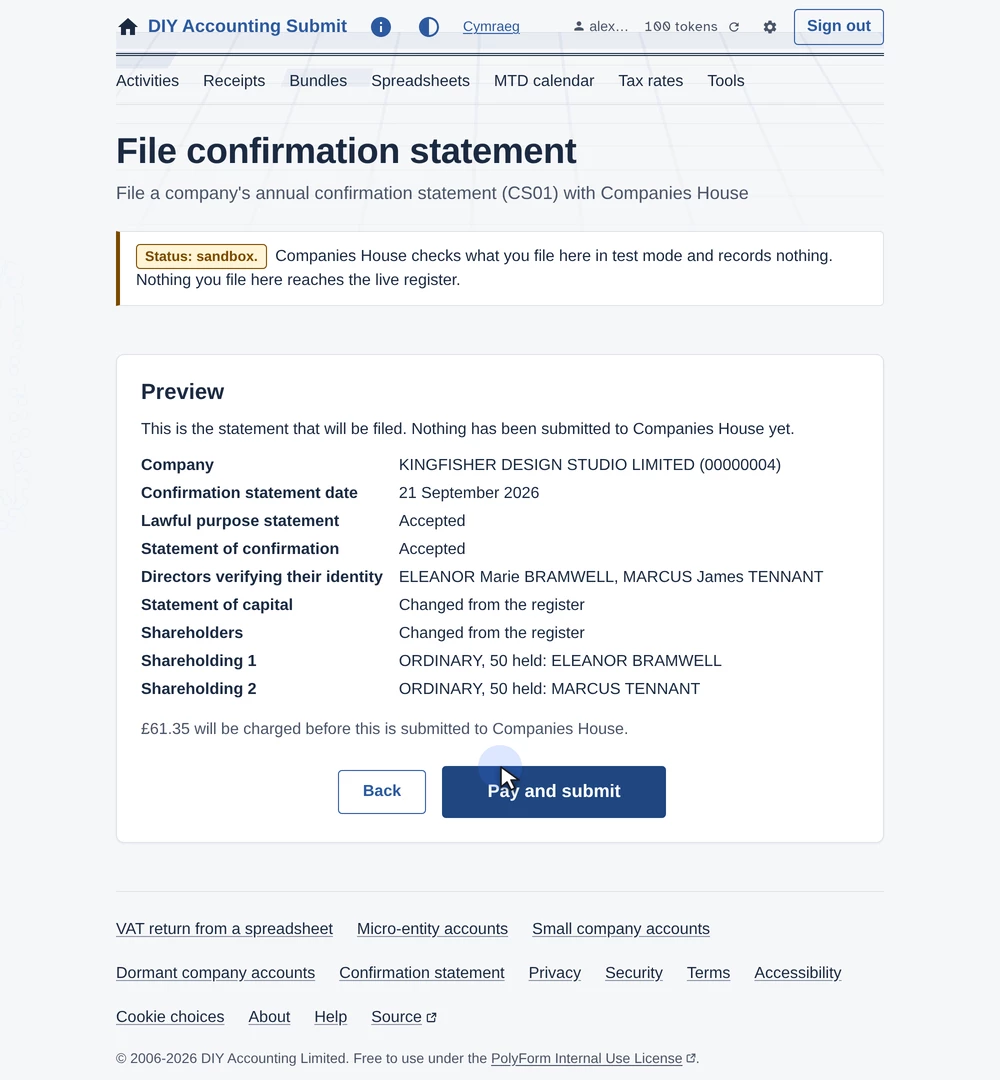 DIY Accounting Submit Cymraeg alex... 100 tokens Sign out
Activities Receipts Bundles Spreadsheets MTD calendar Tax rates Tools
File confirmation statement
File a company's annual confirmation statement (CS01) with Companies House
Status: sandbox. Companies House checks what you file here in test mode and records nothing.
Nothing you file here reaches the live register.
Preview
This is the statement that will be filed. Nothing has been submitted to Companies House yet.
Company KINGFISHER DESIGN STUDIO LIMITED (00000004)
Confirmation statement date 21 September 2026
Lawful purpose statement Accepted
Statement of confirmation Accepted
Directors verifying their identity ELEANOR Marie BRAMWELL, MARCUS James TENNANT
Statement of capital Changed from the register
Shareholders Changed from the register
Shareholding 1 ORDINARY, 50 held: ELEANOR BRAMWELL
Shareholding 2 ORDINARY, 50 held: MARCUS TENNANT
£61.35 will be charged before this is submitted to Companies House.
Back Pay and submit
VAT return from a spreadsheet Micro-entity accounts Small company accounts
Dormant company accounts Confirmation statement Privacy Security Terms Accessibility
Cookie choices About Help Source
© 2006-2026 DIY Accounting Limited. Free to use under the PolyForm Internal Use License.